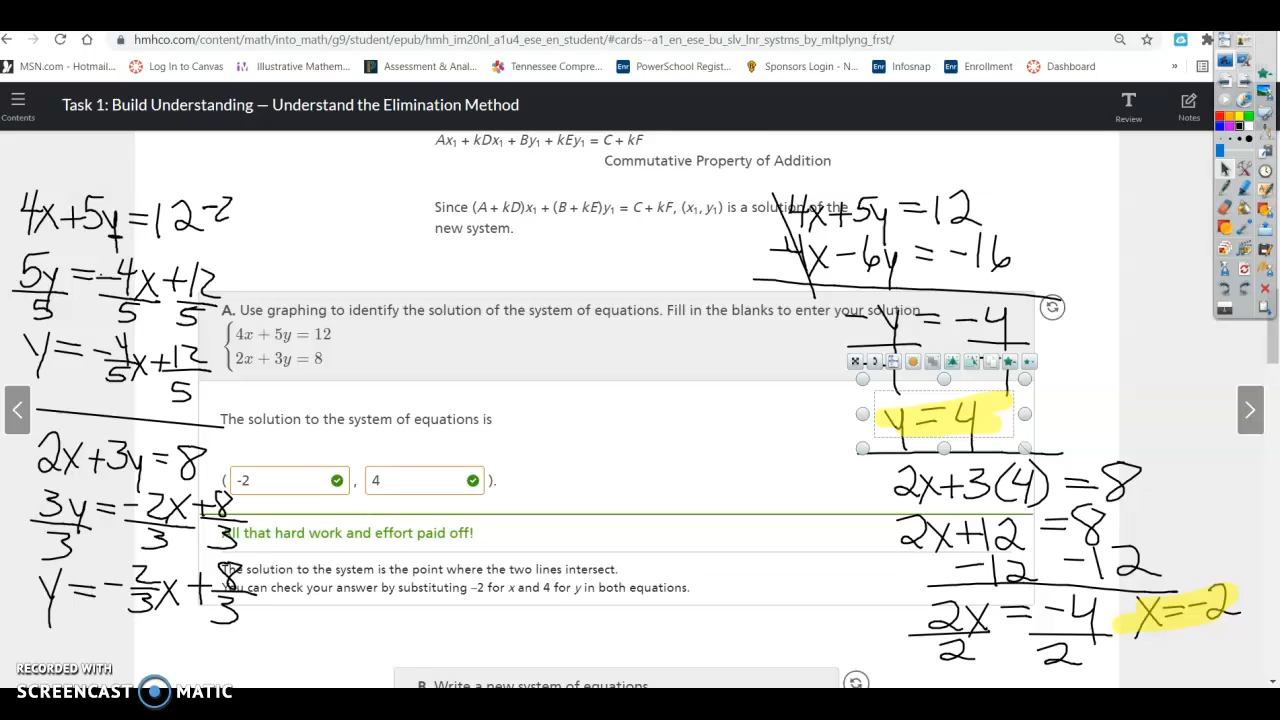 hmhco.com/content/math/into_math/g9/student/epub/hmh_im20nl_a1u4_ese_en_student/#cards--a1_en_ese_bu_slv_lnr_systms_by_mltplyng_frst/
MSN.com - Hotmail... Log In to Canvas Illustrative Mathem... Assessment & Anal... Tennessee Compre... PowerSchool Regist... Sponsors Login - N... Infosnap Enrollment Dashboard »
Contents
Task 1: Build Understanding — Understand the Elimination Method
Review
Notes
Ax₁ + kDx₁ + By₁ + kEy₁ = C + kF
Commutative Property of Addition
Since (A + kD)x₁ + (B + kE)y₁ = C + kF, (x₁, y₁) is a solution of the
new system.
A. Use graphing to identify the solution of the system of equations. Fill in the blanks to enter your solution
4x + 5y = 12
2x + 3y = 8
The solution to the system of equations is
( -2 , 4 ).
All that hard work and effort paid off!
The solution to the system is the point where the two lines intersect.
You can check your answer by substituting –2 for x and 4 for y in both equations.
B. Write a new system of equations
4x+5y=12
5y = -4x + 12
5 5 5
y = -4/5x + 12/5
2x+3y=8
3y = -2x + 8
3 3 3
y = -2/3x + 8/3
4x+5y=12
-4x-6y=-16
-y = -4
y = 4
2x+3(4)=8
2x+12=8
-12 -12
2x = -4
2 2
x=-2
RECORDED WITH
SCREENCAST MATIC